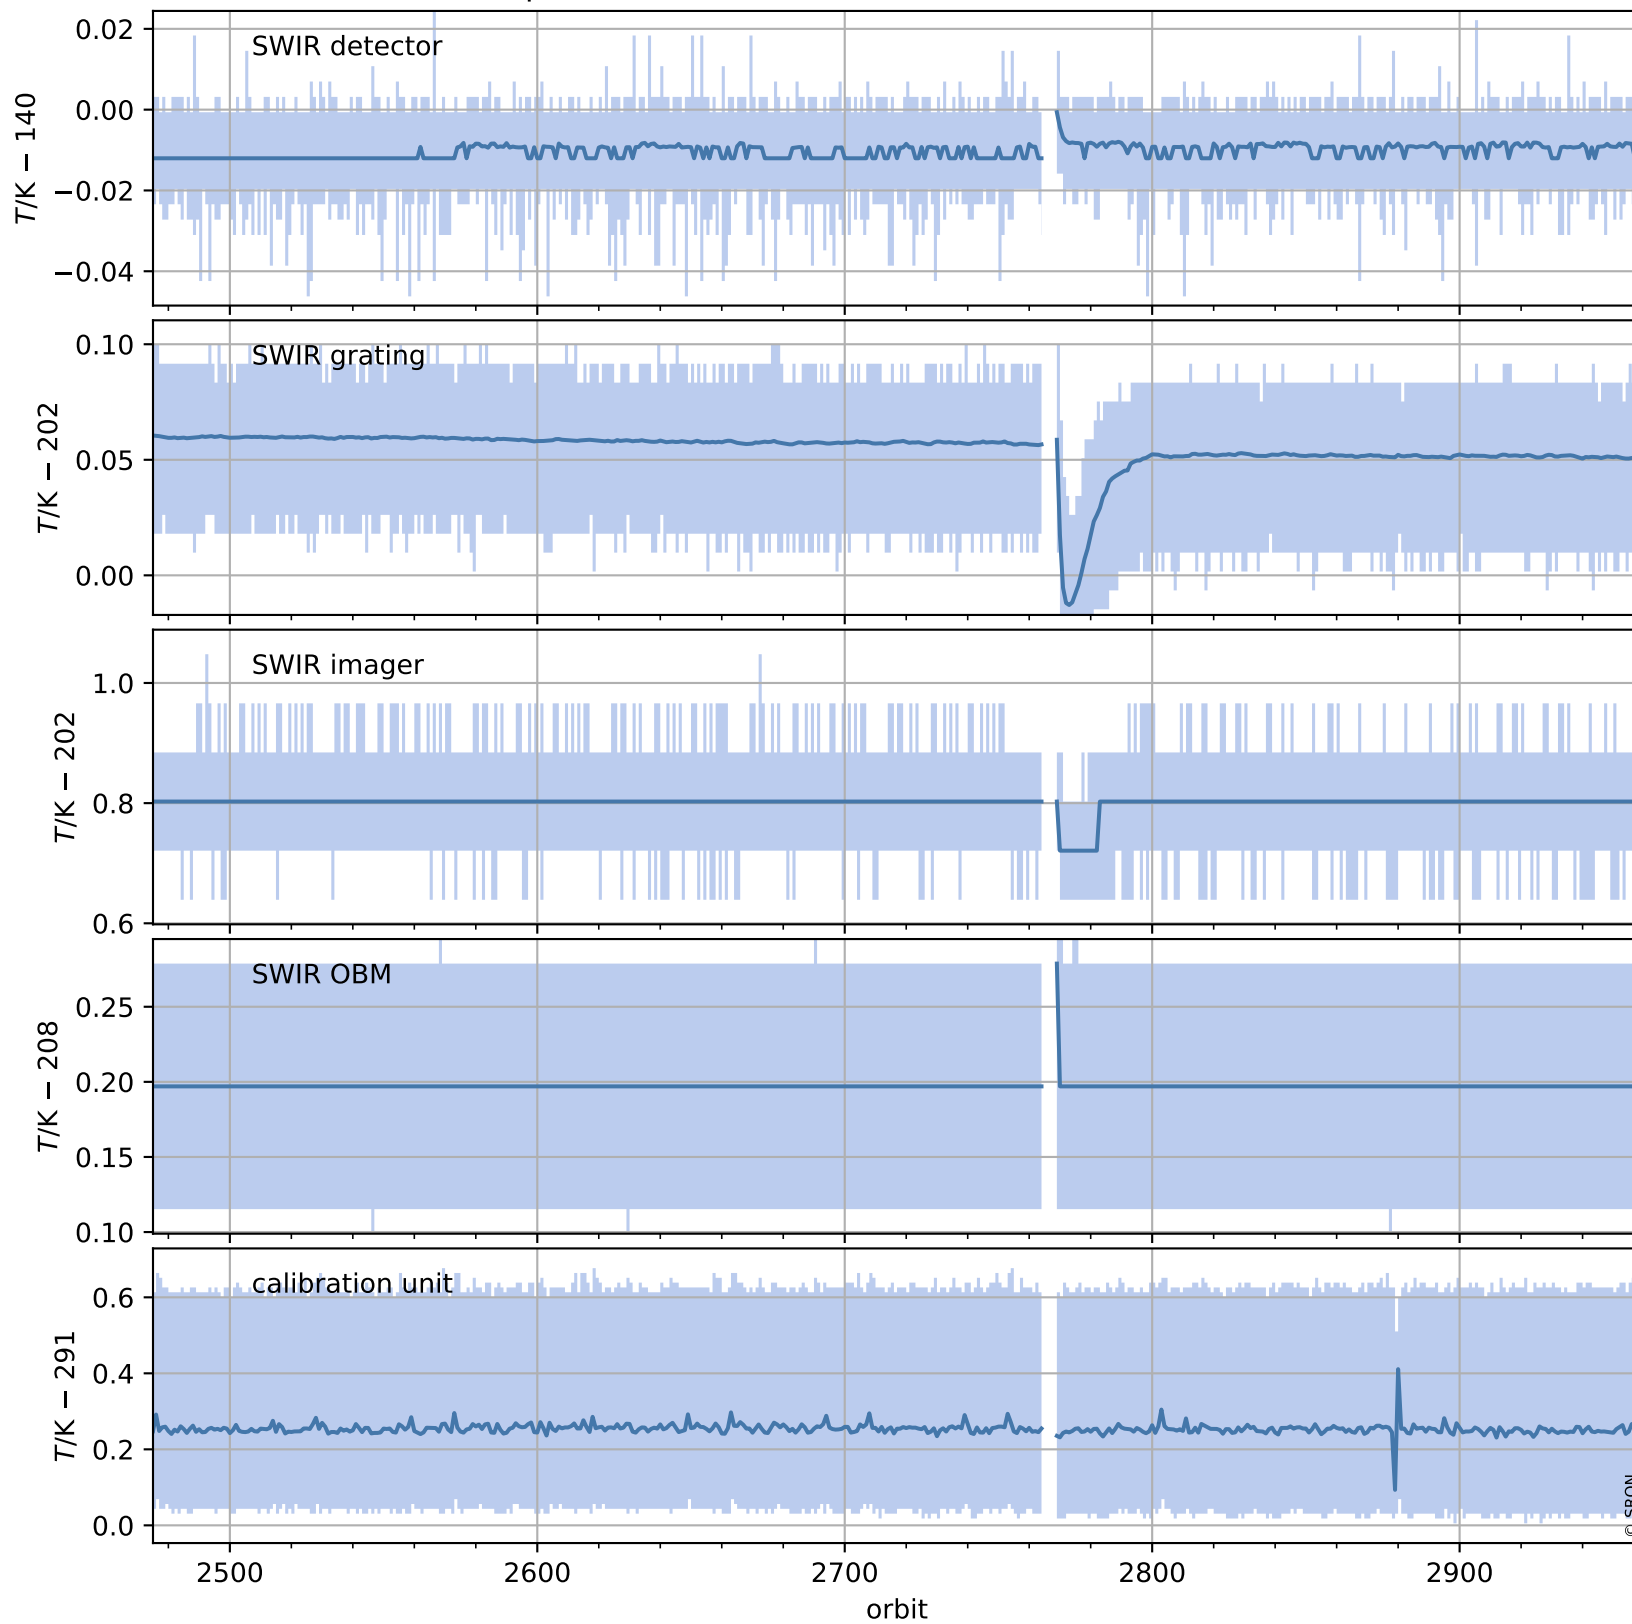 0.02
0.00
−0.02
−0.04
T/K − 140
SWIR detector
0.10
0.05
0.00
T/K − 202
SWIR grating
1.0
0.8
0.6
T/K − 202
SWIR imager
0.25
0.20
0.15
0.10
T/K − 208
SWIR OBM
0.6
0.4
0.2
0.0
T/K − 291
calibration unit
2500 2600 2700 2800 2900
orbit
© SRON